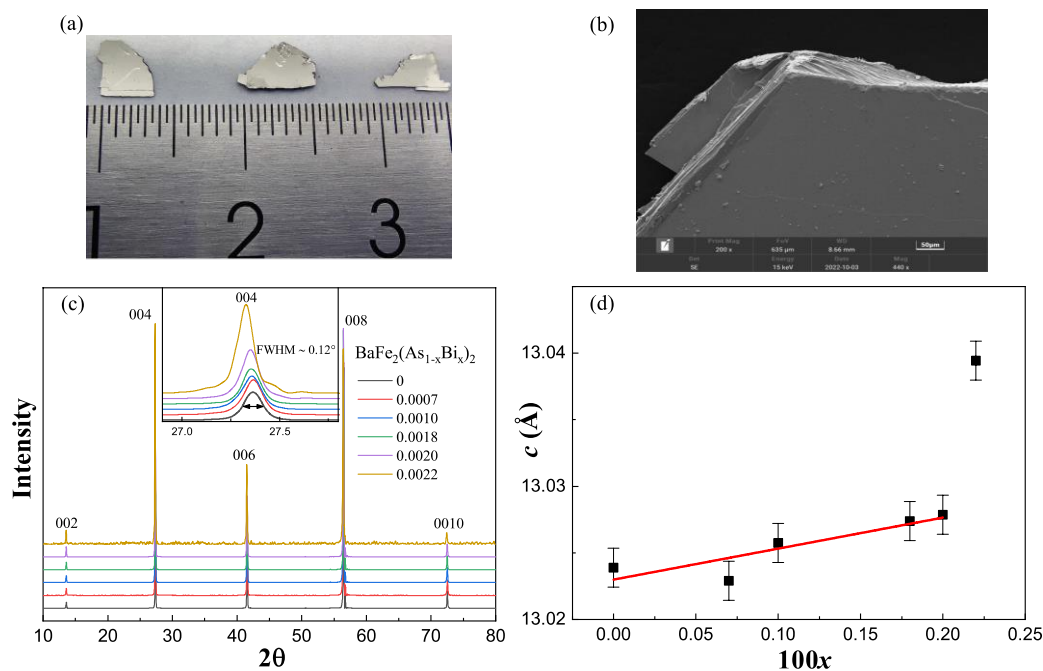 (a)
1 2 3
(b)
Print Mag FoV WD
200 x 635 µm 8.66 mm 50µm
Det Energy Date Mag
SE 15 keV 2022-10-03 440 x
(c)
004
004
008
FWHM ~ 0.12°
BaFe2(As1-xBix)2
0
0.0007
0.0010
0.0018
0.0020
0.0022
27.0 27.5
006
002
0010
Intensity
10 20 30 40 50 60 70 80
2θ
(d)
13.04
13.03
13.02
c (Å)
0.00 0.05 0.10 0.15 0.20 0.25
100x